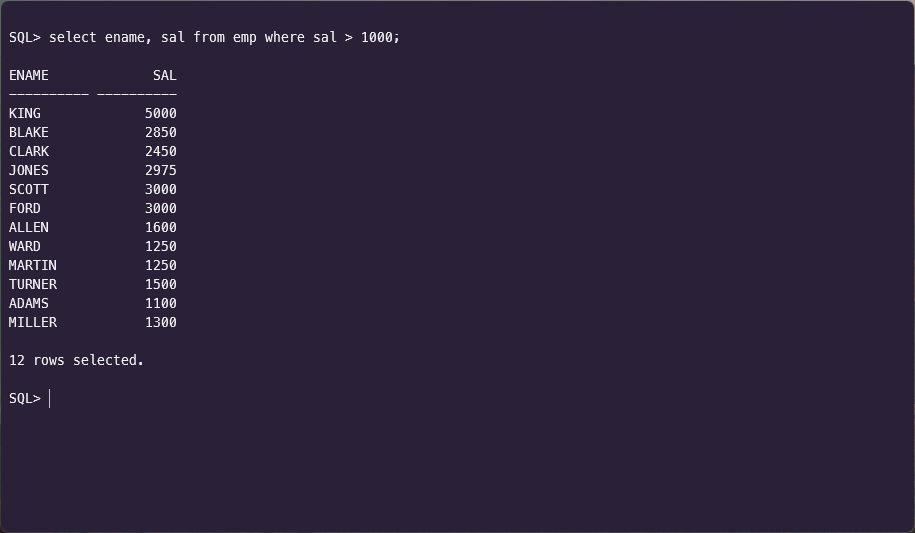 SQL> select ename, sal from emp where sal > 1000;
ENAME             SAL
---------- ----------
KING             5000
BLAKE            2850
CLARK            2450
JONES            2975
SCOTT            3000
FORD             3000
ALLEN            1600
WARD             1250
MARTIN           1250
TURNER           1500
ADAMS            1100
MILLER           1300
12 rows selected.
SQL>